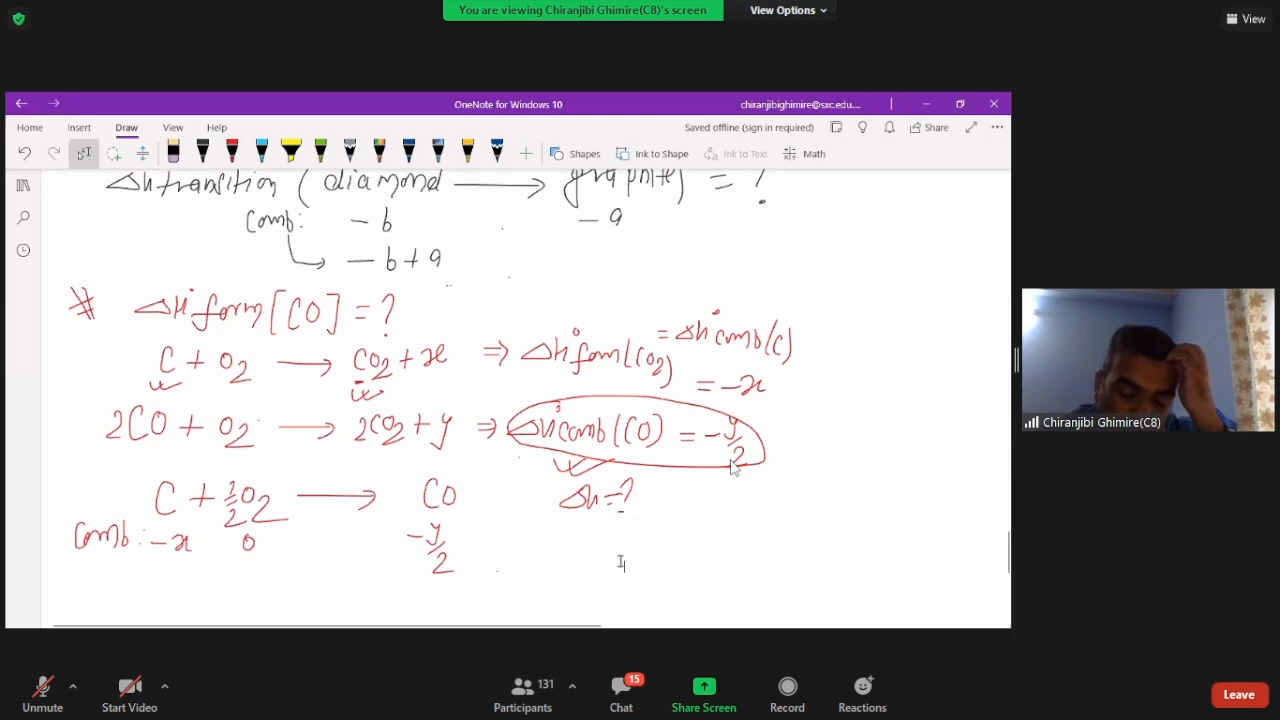 You are viewing Chiranjibi Ghimire(C8)'s screen
View Options
View
OneNote for Windows 10
chiranjibighimire@sxc.edu....
Home Insert Draw View Help
Saved offline (sign in required)
Share
Shapes
Ink to Shape
Ink to Text
Math
ΔH transition ( diamond ⟶ graphite) = ?
Comb: - b - a
→ - b + a
* ΔH° form [CO] = ?
C + O2 ⟶ CO2 + x ⇒ ΔH° form(CO2) = ΔH° comb(C)
= -x
2CO + O2 ⟶ 2CO2 + y ⇒ ΔH° comb(CO) = -y/2
C + 1/2 O2 ⟶ CO ΔH = ?
Comb: -x 0 -y/2
Chiranjibi Ghimire(C8)
Unmute
Start Video
131
Participants
15
Chat
Share Screen
Record
Reactions
Leave